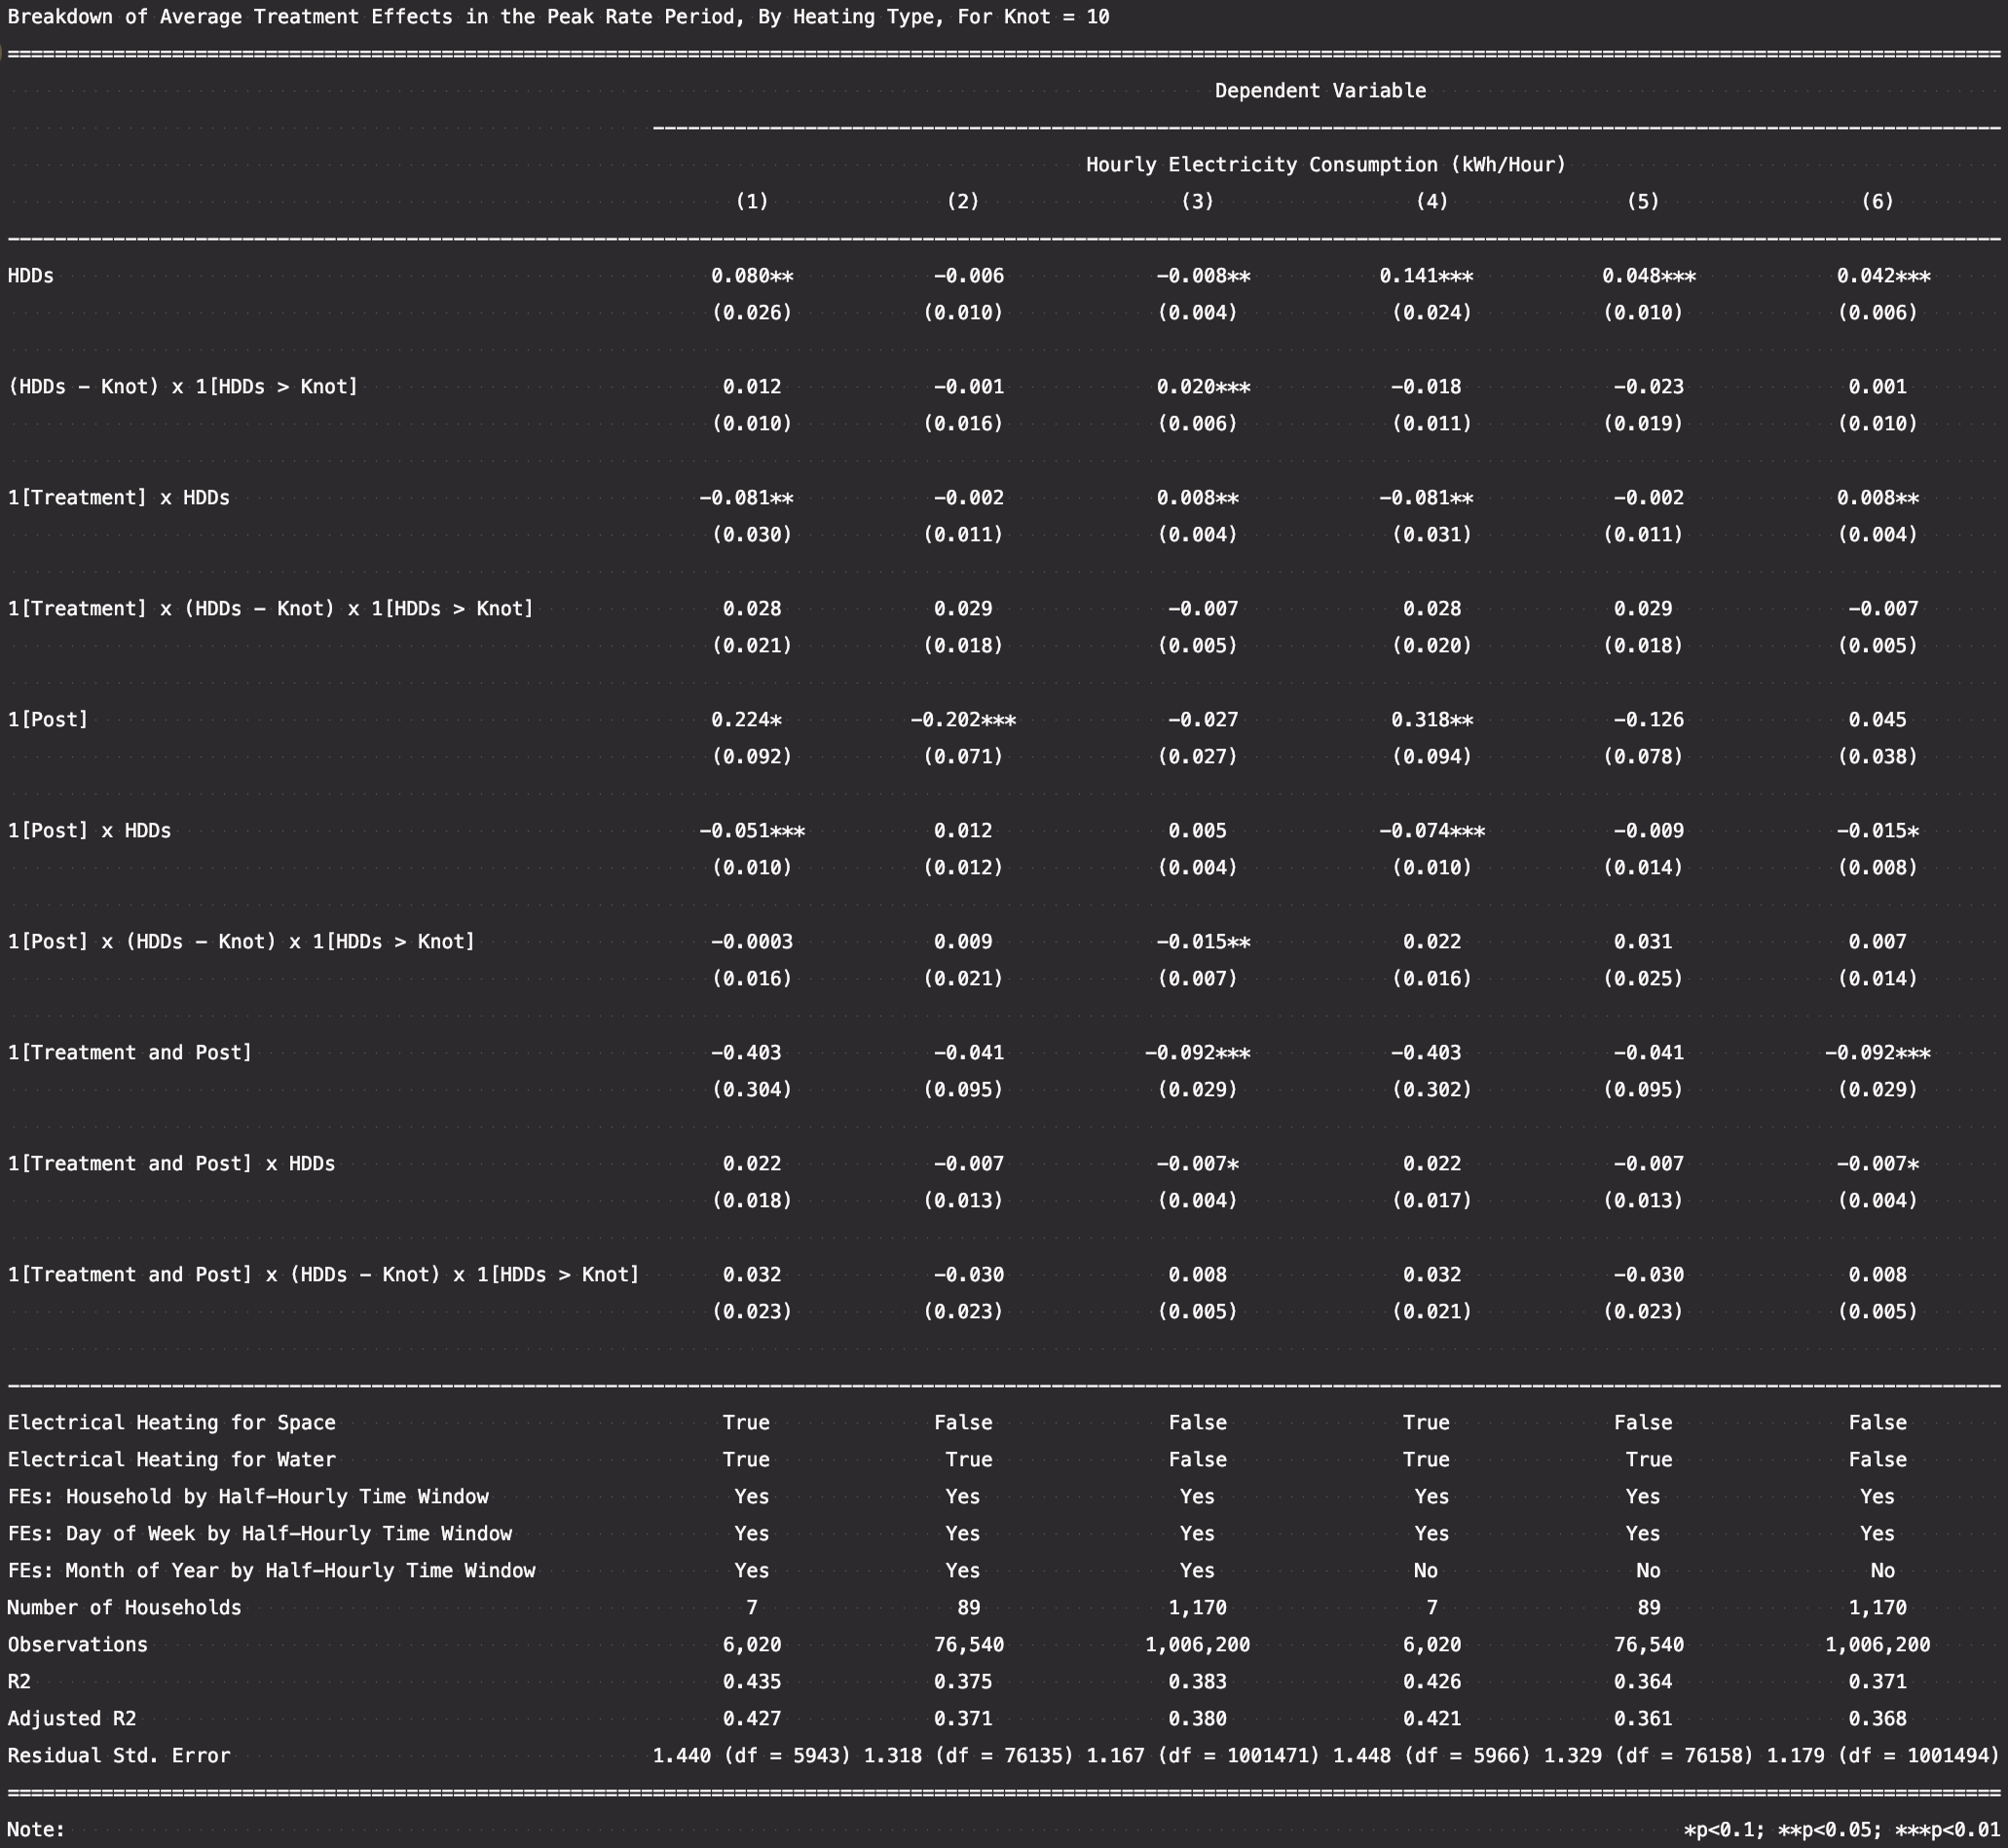 Breakdown of Average Treatment Effects in the Peak Rate Period, By Heating Type, For Knot = 10
Dependent Variable
Hourly Electricity Consumption (kWh/Hour)
(1) (2) (3) (4) (5) (6)
HDDs 0.080** -0.006 -0.008** 0.141*** 0.048*** 0.042***
(0.026) (0.010) (0.004) (0.024) (0.010) (0.006)
(HDDs - Knot) x 1[HDDs > Knot] 0.012 -0.001 0.020*** -0.018 -0.023 0.001
(0.010) (0.016) (0.006) (0.011) (0.019) (0.010)
1[Treatment] x HDDs -0.081** -0.002 0.008** -0.081** -0.002 0.008**
(0.030) (0.011) (0.004) (0.031) (0.011) (0.004)
1[Treatment] x (HDDs - Knot) x 1[HDDs > Knot] 0.028 0.029 -0.007 0.028 0.029 -0.007
(0.021) (0.018) (0.005) (0.020) (0.018) (0.005)
1[Post] 0.224* -0.202*** -0.027 0.318** -0.126 0.045
(0.092) (0.071) (0.027) (0.094) (0.078) (0.038)
1[Post] x HDDs -0.051*** 0.012 0.005 -0.074*** -0.009 -0.015*
(0.010) (0.012) (0.004) (0.010) (0.014) (0.008)
1[Post] x (HDDs - Knot) x 1[HDDs > Knot] -0.0003 0.009 -0.015** 0.022 0.031 0.007
(0.016) (0.021) (0.007) (0.016) (0.025) (0.014)
1[Treatment and Post] -0.403 -0.041 -0.092*** -0.403 -0.041 -0.092***
(0.304) (0.095) (0.029) (0.302) (0.095) (0.029)
1[Treatment and Post] x HDDs 0.022 -0.007 -0.007* 0.022 -0.007 -0.007*
(0.018) (0.013) (0.004) (0.017) (0.013) (0.004)
1[Treatment and Post] x (HDDs - Knot) x 1[HDDs > Knot] 0.032 -0.030 0.008 0.032 -0.030 0.008
(0.023) (0.023) (0.005) (0.021) (0.023) (0.005)
Electrical Heating for Space True False False True False False
Electrical Heating for Water True True False True True False
FEs: Household by Half-Hourly Time Window Yes Yes Yes Yes Yes Yes
FEs: Day of Week by Half-Hourly Time Window Yes Yes Yes Yes Yes Yes
FEs: Month of Year by Half-Hourly Time Window Yes Yes Yes No No No
Number of Households 7 89 1,170 7 89 1,170
Observations 6,020 76,540 1,006,200 6,020 76,540 1,006,200
R2 0.435 0.375 0.383 0.426 0.364 0.371
Adjusted R2 0.427 0.371 0.380 0.421 0.361 0.368
Residual Std. Error 1.440 (df = 5943) 1.318 (df = 76135) 1.167 (df = 1001471) 1.448 (df = 5966) 1.329 (df = 76158) 1.179 (df = 1001494)
Note: *p<0.1; **p<0.05; ***p<0.01